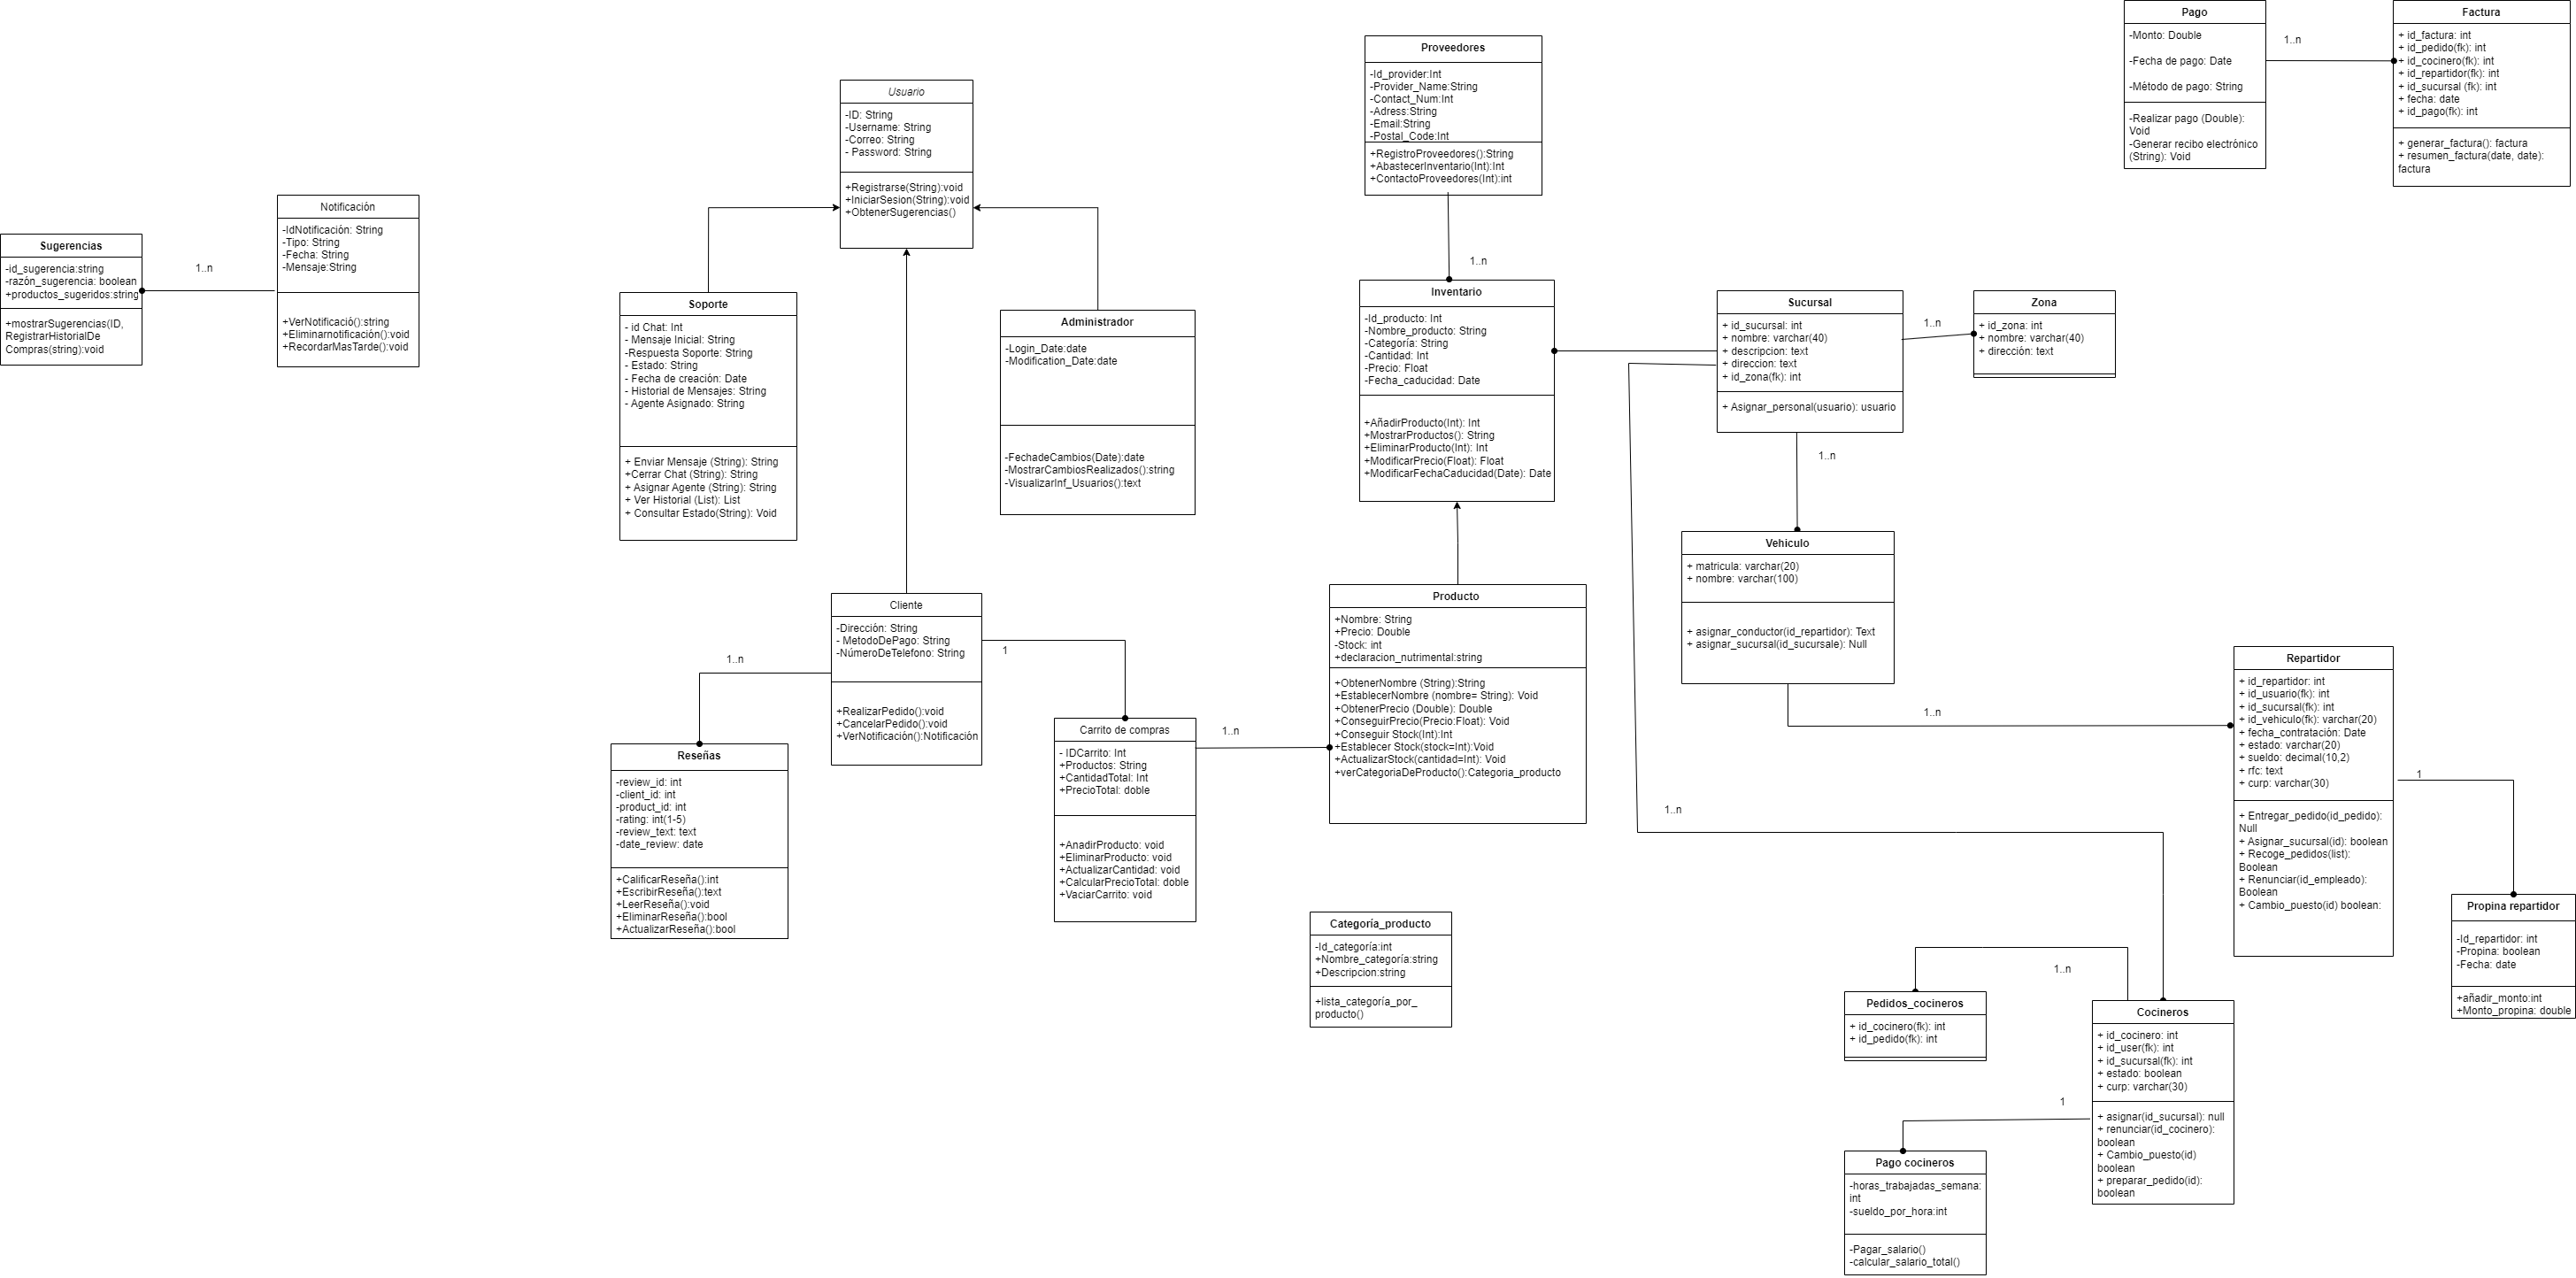 Sugerencias
-id_sugerencia:string
-razón_sugerencia: boolean
+productos_sugeridos:string
+mostrarSugerencias(ID,
RegistrarHistorialDe
Compras(string):void
1..n
Notificación
-IdNotificación: String
-Tipo: String
-Fecha: String
-Mensaje:String
+VerNotificació():string
+Eliminarnotificación():void
+RecordarMasTarde():void
Usuario
-ID: String
-Username: String
-Correo: String
- Password: String
+Registrarse(String):void
+IniciarSesion(String):void
+ObtenerSugerencias()
Soporte
- id Chat: Int
- Mensaje Inicial: String
-Respuesta Soporte: String
- Estado: String
- Fecha de creación: Date
- Historial de Mensajes: String
- Agente Asignado: String
+ Enviar Mensaje (String): String
+Cerrar Chat (String): String
+ Asignar Agente (String): String
+ Ver Historial (List): List
+ Consultar Estado(String): Void
Administrador
-Login_Date:date
-Modification_Date:date
-FechadeCambios(Date):date
-MostrarCambiosRealizados():string
-VisualizarInf_Usuarios():text
Cliente
-Dirección: String
- MetodoDePago: String
-NúmeroDeTelefono: String
+RealizarPedido():void
+CancelarPedido():void
+VerNotificación():Notificación
1..n
1
Reseñas
-review_id: int
-client_id: int
-product_id: int
-rating: int(1-5)
-review_text: text
-date_review: date
+CalificarReseña():int
+EscribirReseña():text
+LeerReseña():void
+EliminarReseña():bool
+ActualizarReseña():bool
Carrito de compras
- IDCarrito: Int
+Productos: String
+CantidadTotal: Int
+PrecioTotal: doble
+AnadirProducto: void
+EliminarProducto: void
+ActualizarCantidad: void
+CalcularPrecioTotal: doble
+VaciarCarrito: void
1..n
Proveedores
-Id_provider:Int
-Provider_Name:String
-Contact_Num:Int
-Adress:String
-Email:String
-Postal_Code:Int
+RegistroProveedores():String
+AbastecerInventario(Int):Int
+ContactoProveedores(Int):int
1..n
Inventario
-Id_producto: Int
-Nombre_producto: String
-Categoría: String
-Cantidad: Int
-Precio: Float
-Fecha_caducidad: Date
+AñadirProducto(Int): Int
+MostrarProductos(): String
+EliminarProducto(Int): Int
+ModificarPrecio(Float): Float
+ModificarFechaCaducidad(Date): Date
Producto
+Nombre: String
+Precio: Double
-Stock: int
+declaracion_nutrimental:string
+ObtenerNombre (String):String
+EstablecerNombre (nombre= String): Void
+ObtenerPrecio (Double): Double
+ConseguirPrecio(Precio:Float): Void
+Conseguir Stock(Int):Int
+Establecer Stock(stock=Int):Void
+ActualizarStock(cantidad=Int): Void
+verCategoriaDeProducto():Categoria_producto
Categoría_producto
-Id_categoría:int
+Nombre_categoría:string
+Descripcion:string
+lista_categoría_por_
producto()
Sucursal
+ id_sucursal: int
+ nombre: varchar(40)
+ descripcion: text
+ direccion: text
+ id_zona(fk): int
+ Asignar_personal(usuario): usuario
1..n
Zona
+ id_zona: int
+ nombre: varchar(40)
+ dirección: text
1..n
Vehiculo
+ matricula: varchar(20)
+ nombre: varchar(100)
+ asignar_conductor(id_repartidor): Text
+ asignar_sucursal(id_sucursale): Null
1..n
1..n
Pago
-Monto: Double
-Fecha de pago: Date
-Método de pago: String
-Realizar pago (Double):
Void
-Generar recibo electrónico
(String): Void
1..n
Factura
+ id_factura: int
+ id_pedido(fk): int
+ id_cocinero(fk): int
+ id_repartidor(fk): int
+ id_sucursal (fk): int
+ fecha: date
+ id_pago(fk): int
+ generar_factura(): factura
+ resumen_factura(date, date):
factura
Repartidor
+ id_repartidor: int
+ id_usuario(fk): int
+ id_sucursal(fk): int
+ id_vehiculo(fk): varchar(20)
+ fecha_contratación: Date
+ estado: varchar(20)
+ sueldo: decimal(10,2)
+ rfc: text
+ curp: varchar(30)
+ Entregar_pedido(id_pedido):
Null
+ Asignar_sucursal(id): boolean
+ Recoge_pedidos(list):
Boolean
+ Renunciar(id_empleado):
Boolean
+ Cambio_puesto(id) boolean:
1
Propina repartidor
-Id_repartidor: int
-Propina: boolean
-Fecha: date
+añadir_monto:int
+Monto_propina: double
1..n
Pedidos_cocineros
+ id_cocinero(fk): int
+ id_pedido(fk): int
Cocineros
+ id_cocinero: int
+ id_user(fk): int
+ id_sucursal(fk): int
+ estado: boolean
+ curp: varchar(30)
+ asignar(id_sucursal): null
+ renunciar(id_cocinero):
boolean
+ Cambio_puesto(id)
boolean
+ preparar_pedido(id):
boolean
1
Pago cocineros
-horas_trabajadas_semana:
int
-sueldo_por_hora:int
-Pagar_salario()
-calcular_salario_total()